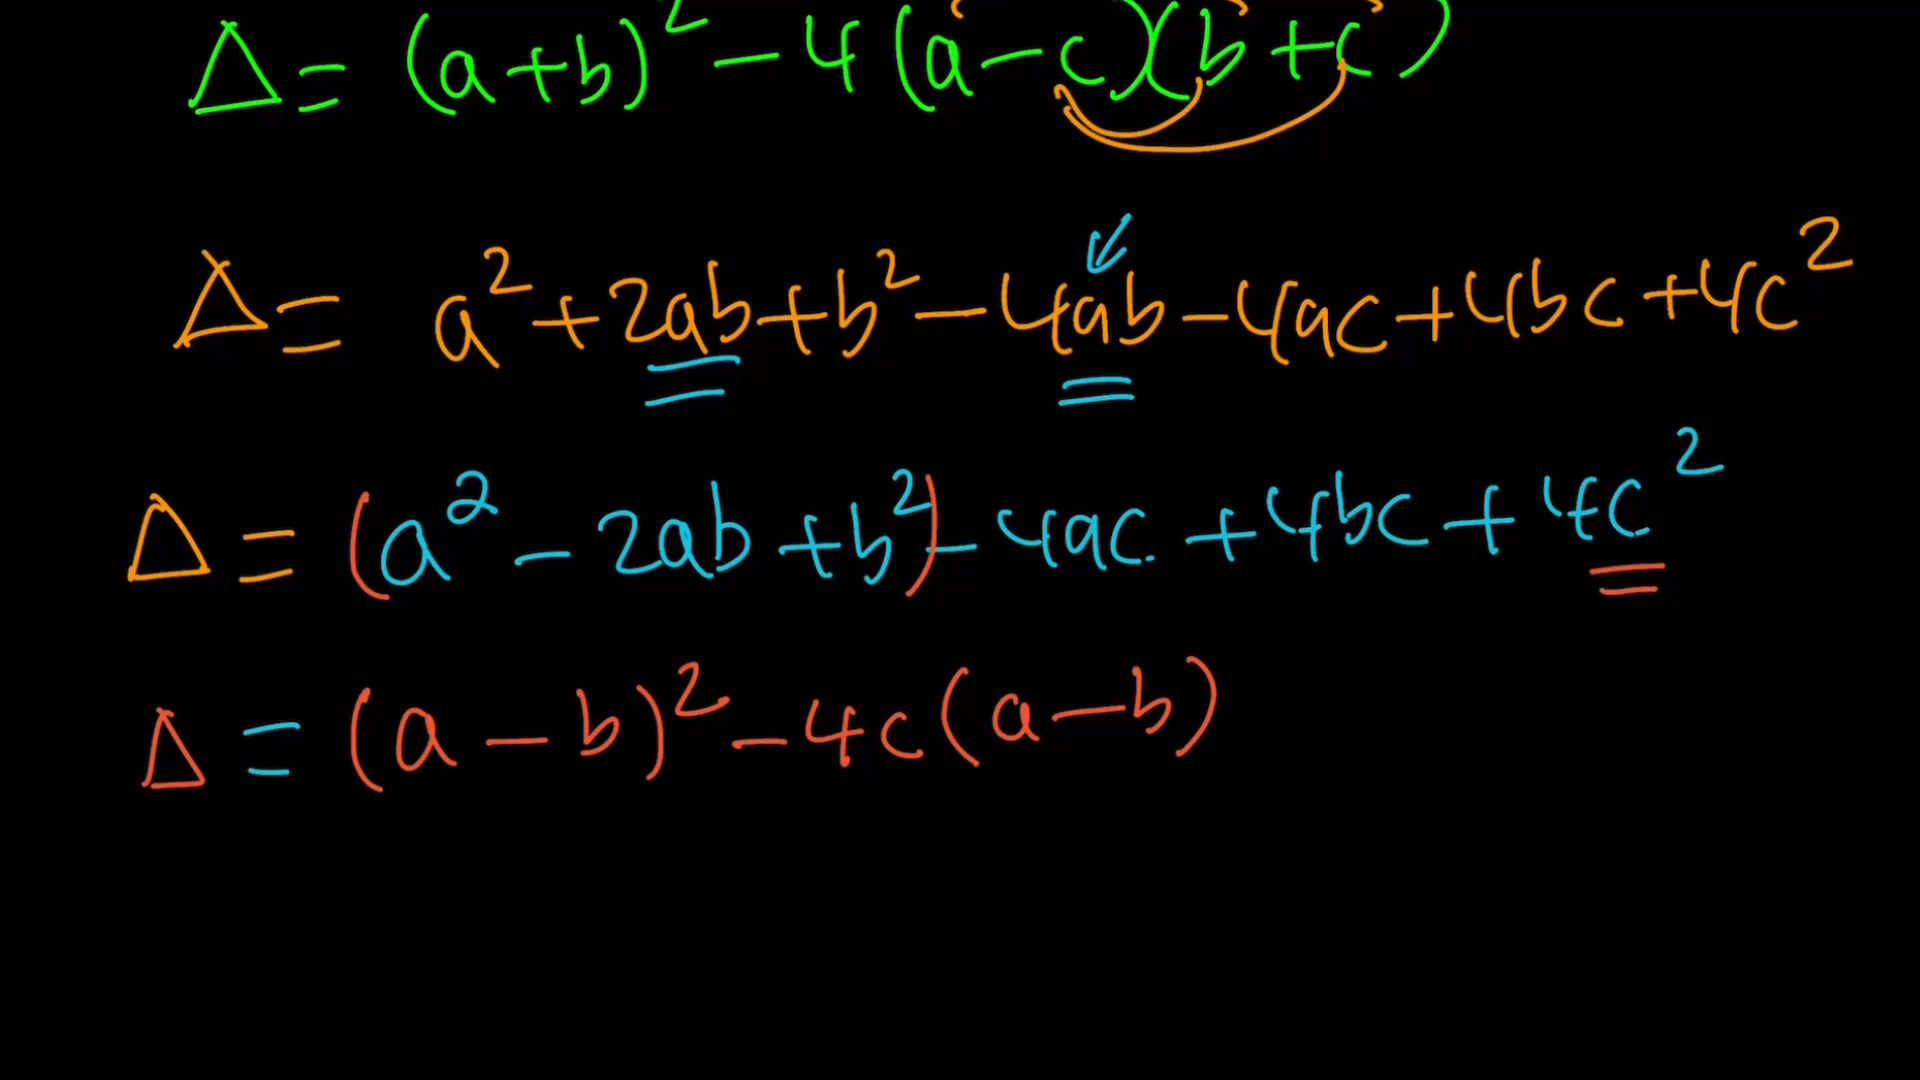 Δ = (a+b)² - 4(a-c)(b+c)
Δ = a² + 2ab + b² - 4ab - 4ac + 4bc + 4c²
Δ = (a² - 2ab + b²) - 4ac + 4bc + 4c²
Δ = (a - b)² - 4c(a - b)